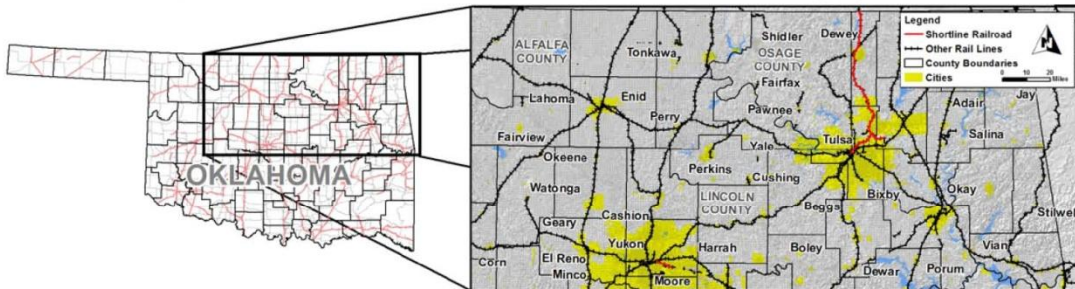 OKLAHOMA
ALFALFA
COUNTY
Tonkawa
Shidler
OSAGE
COUNTY
Dewey
Fairfax
Lahoma
Enid
Perry
Pawnee
Adair
Jay
Fairview
Okeene
Yale
Tulsa
Salina
Perkins
Cushing
Watonga
LINCOLN
COUNTY
Bixby
Okay
Geary
Cashion
Beggs
Stilwell
Yukon
Harrah
Boley
Vian
Corn
El Reno
Minco
Moore
Dewar
Porum
Legend
Shortline Railroad
Other Rail Lines
County Boundaries
Cities
0 10 20
Miles
N